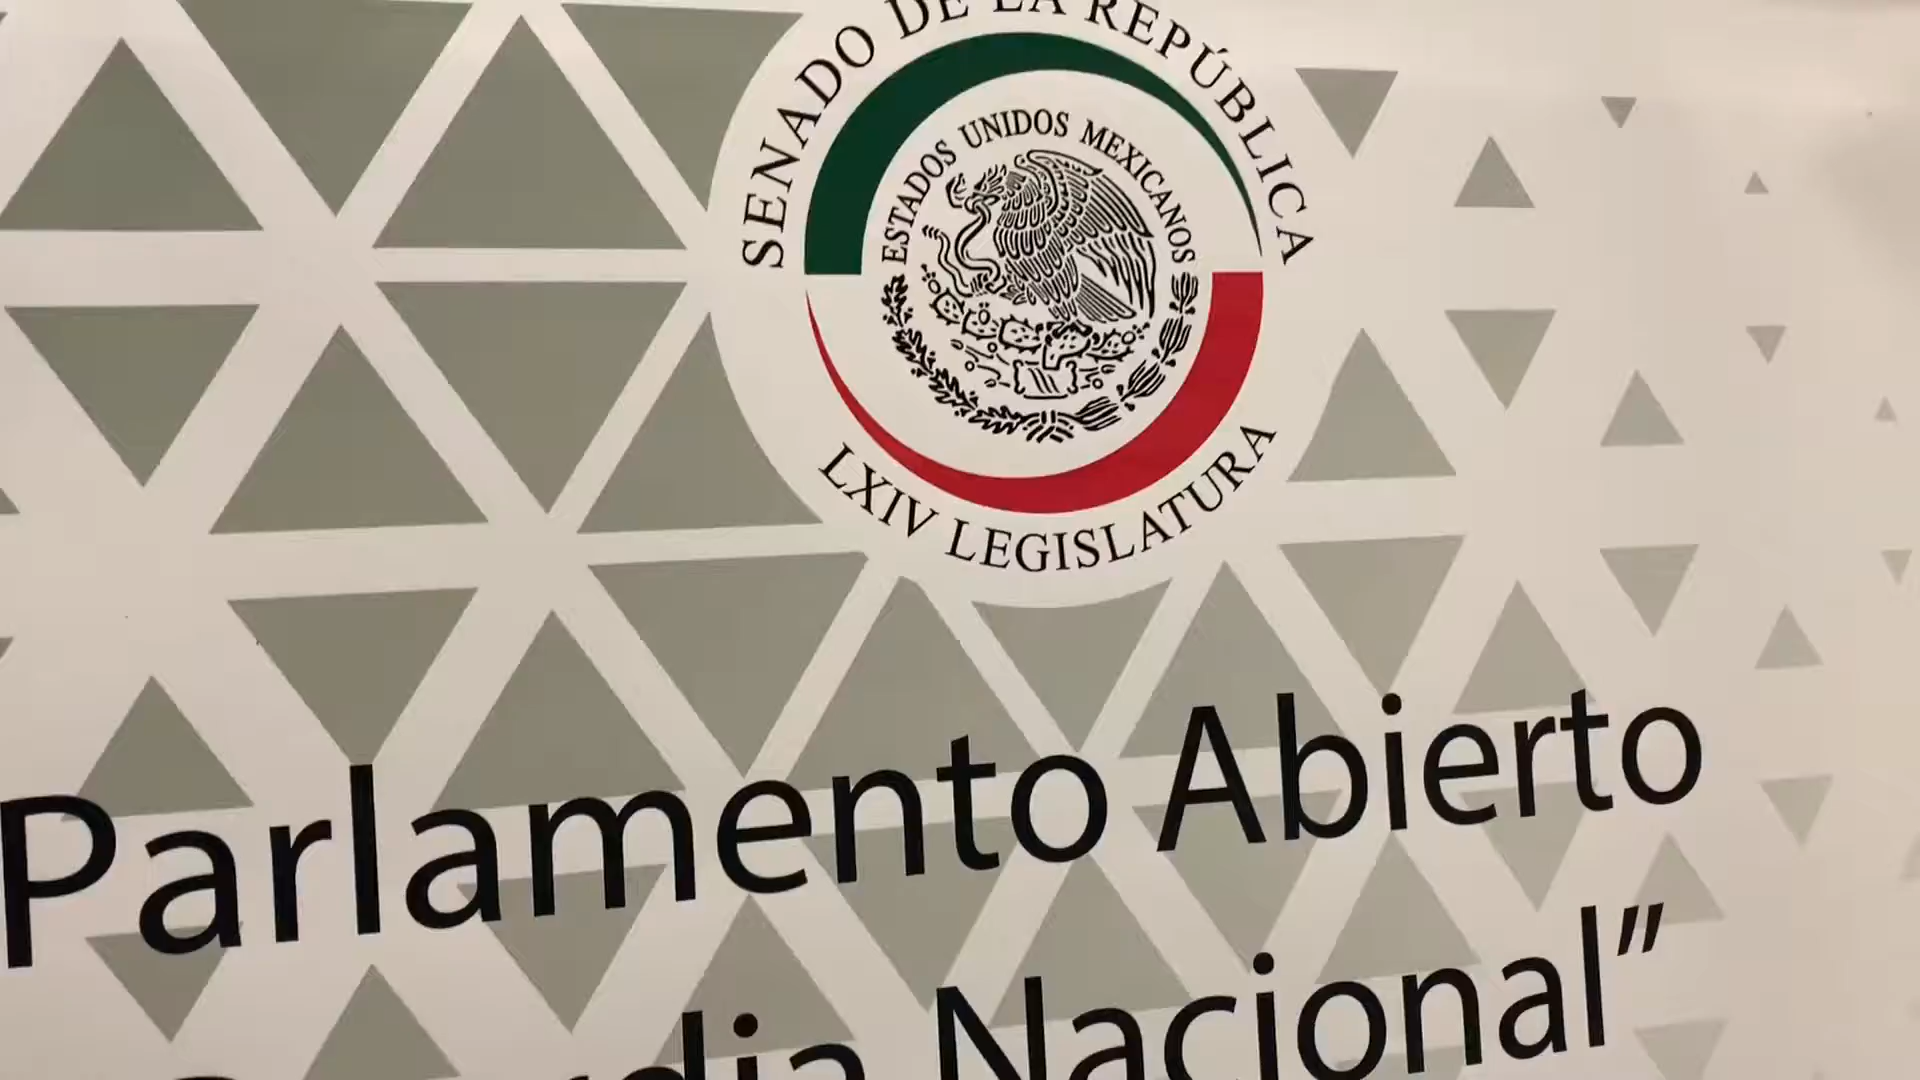 SENADO DE LA REPÚBLICA
ESTADOS UNIDOS MEXICANOS
LXIV LEGISLATURA
Parlamento Abierto
Nacional”